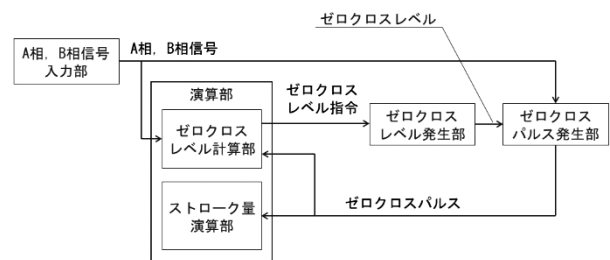 ゼロクロスレベル
A相, B相信号
入力部
A相, B相信号
演算部
ゼロクロス
レベル計算部
ゼロクロス
レベル指令
ゼロクロス
レベル発生部
ゼロクロス
パルス発生部
ストローク量
演算部
ゼロクロスパルス